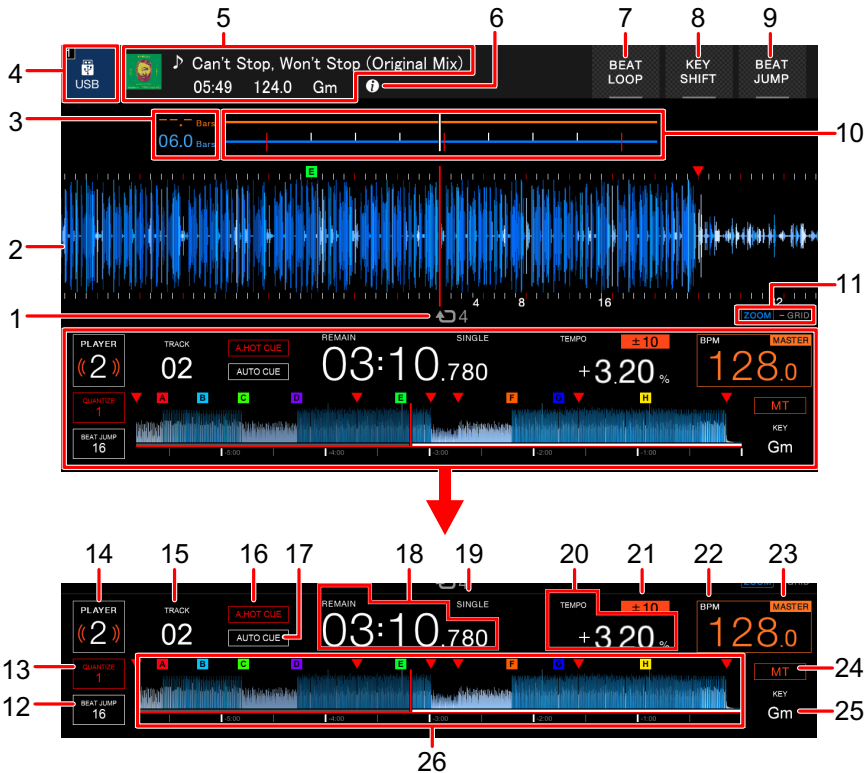 5 6 7 8 9
4
1
USB
♪ Can't Stop, Won't Stop (Original Mix)
05:49 124.0 Gm i
BEAT LOOP
KEY SHIFT
BEAT JUMP
3
--.- Bars
06.0 Bars
10
E
2
11
4 8 16 32
1
4
ZOOM - GRID
PLAYER
2
TRACK
02
A.HOT CUE
AUTO CUE
REMAIN SINGLE
03:10.780
TEMPO ±10
+3.20 %
BPM MASTER
128.0
QUANTIZE
1
A B C D E F G H
MT
BEAT JUMP
16
KEY
Gm
-5:00 -4:00 -3:00 -2:00 -1:00
14 15 16 17 18 19 20 21 22 23
4
ZOOM - GRID
PLAYER
2
TRACK
02
A.HOT CUE
AUTO CUE
REMAIN SINGLE
03:10.780
TEMPO ±10
+3.20 %
BPM MASTER
128.0
13
QUANTIZE
1
A B C D E F G H
MT
24
12
BEAT JUMP
16
KEY
Gm
25
-5:00 -4:00 -3:00 -2:00 -1:00
26